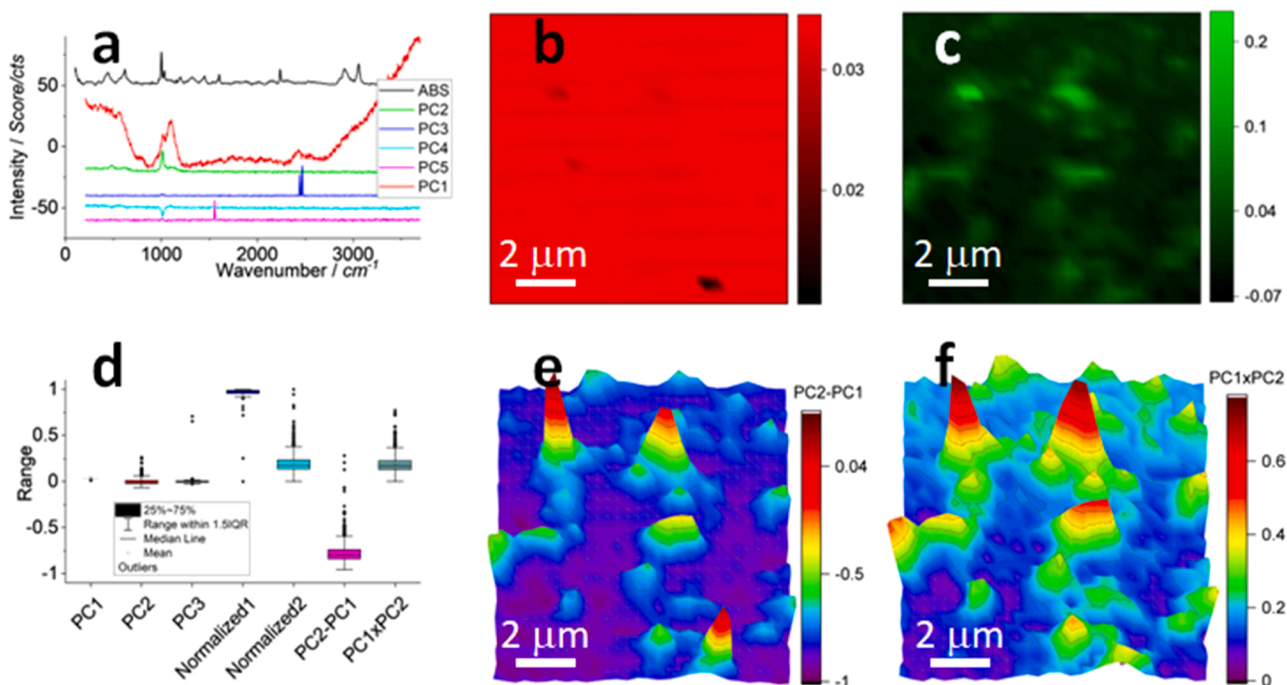 a
Intensity / Score/cts
50
0
-50
ABS
PC2
PC3
PC4
PC5
PC1
0
1000
2000
3000
Wavenumber / cm⁻¹
b
2 μm
0.03
0.02
c
2 μm
0.2
0.1
0.04
-0.07
d
Range
1
0.5
0
-0.5
-1
25%~75%
Range within 1.5IQR
Median Line
Mean
Outliers
PC1
PC2
PC3
Normalized1
Normalized2
PC2-PC1
PC1xPC2
e
2 μm
PC2-PC1
0.04
-0.5
-1
f
2 μm
PC1xPC2
0.6
0.4
0.2
0